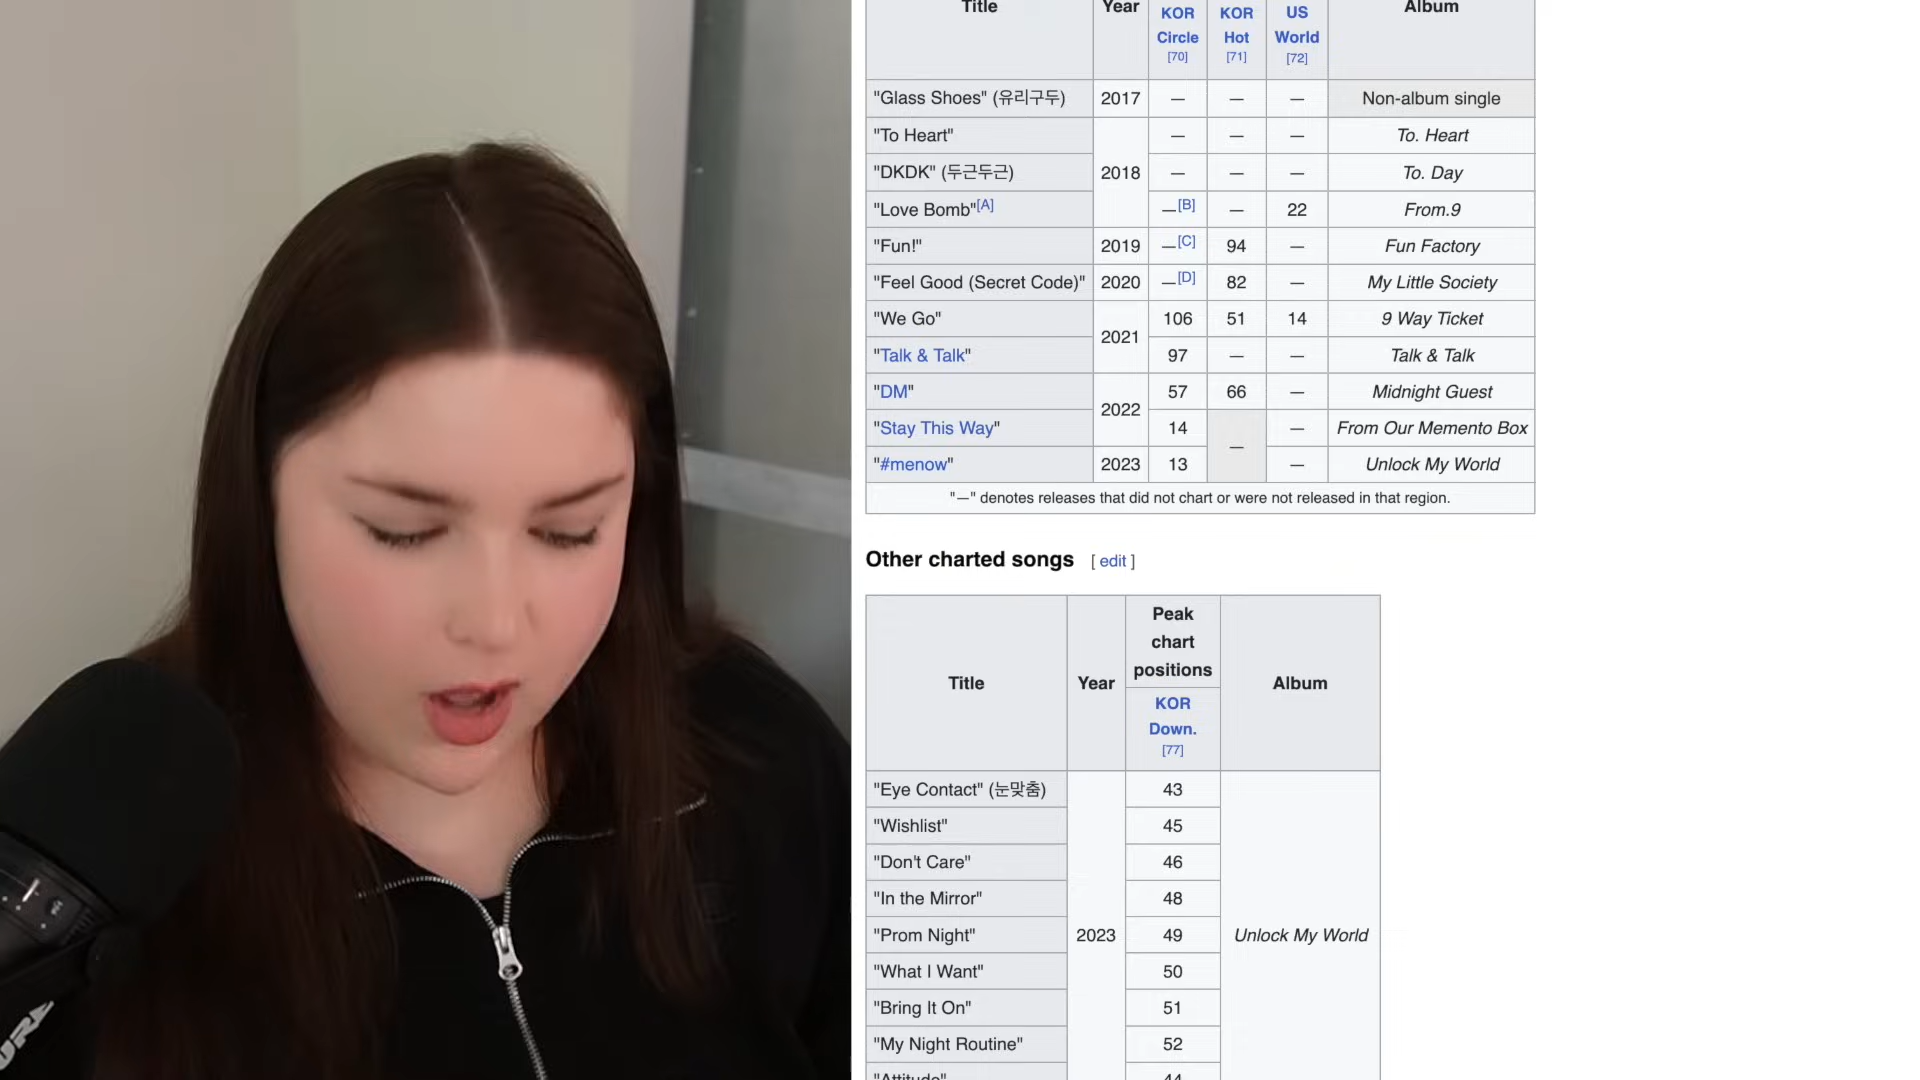 Title Year KOR Circle [70] KOR Hot [71] US World [72] Album
"Glass Shoes" (유리구두) 2017 — — — Non-album single
"To Heart" 2018 — — — To. Heart
"DKDK" (두근두근) — — — To. Day
"Love Bomb"[A] —[B] — 22 From.9
"Fun!" 2019 —[C] 94 — Fun Factory
"Feel Good (Secret Code)" 2020 —[D] 82 — My Little Society
"We Go" 2021 106 51 14 9 Way Ticket
"Talk & Talk" 97 — — Talk & Talk
"DM" 2022 57 66 — Midnight Guest
"Stay This Way" 14 — — From Our Memento Box
"#menow" 2023 13 — Unlock My World
"—" denotes releases that did not chart or were not released in that region.
Other charted songs [ edit ]
Title Year Peak chart positions Album
KOR Down. [77]
"Eye Contact" (눈맞춤) 2023 43 Unlock My World
"Wishlist" 45
"Don't Care" 46
"In the Mirror" 48
"Prom Night" 49
"What I Want" 50
"Bring It On" 51
"My Night Routine" 52
"Attitude" 44